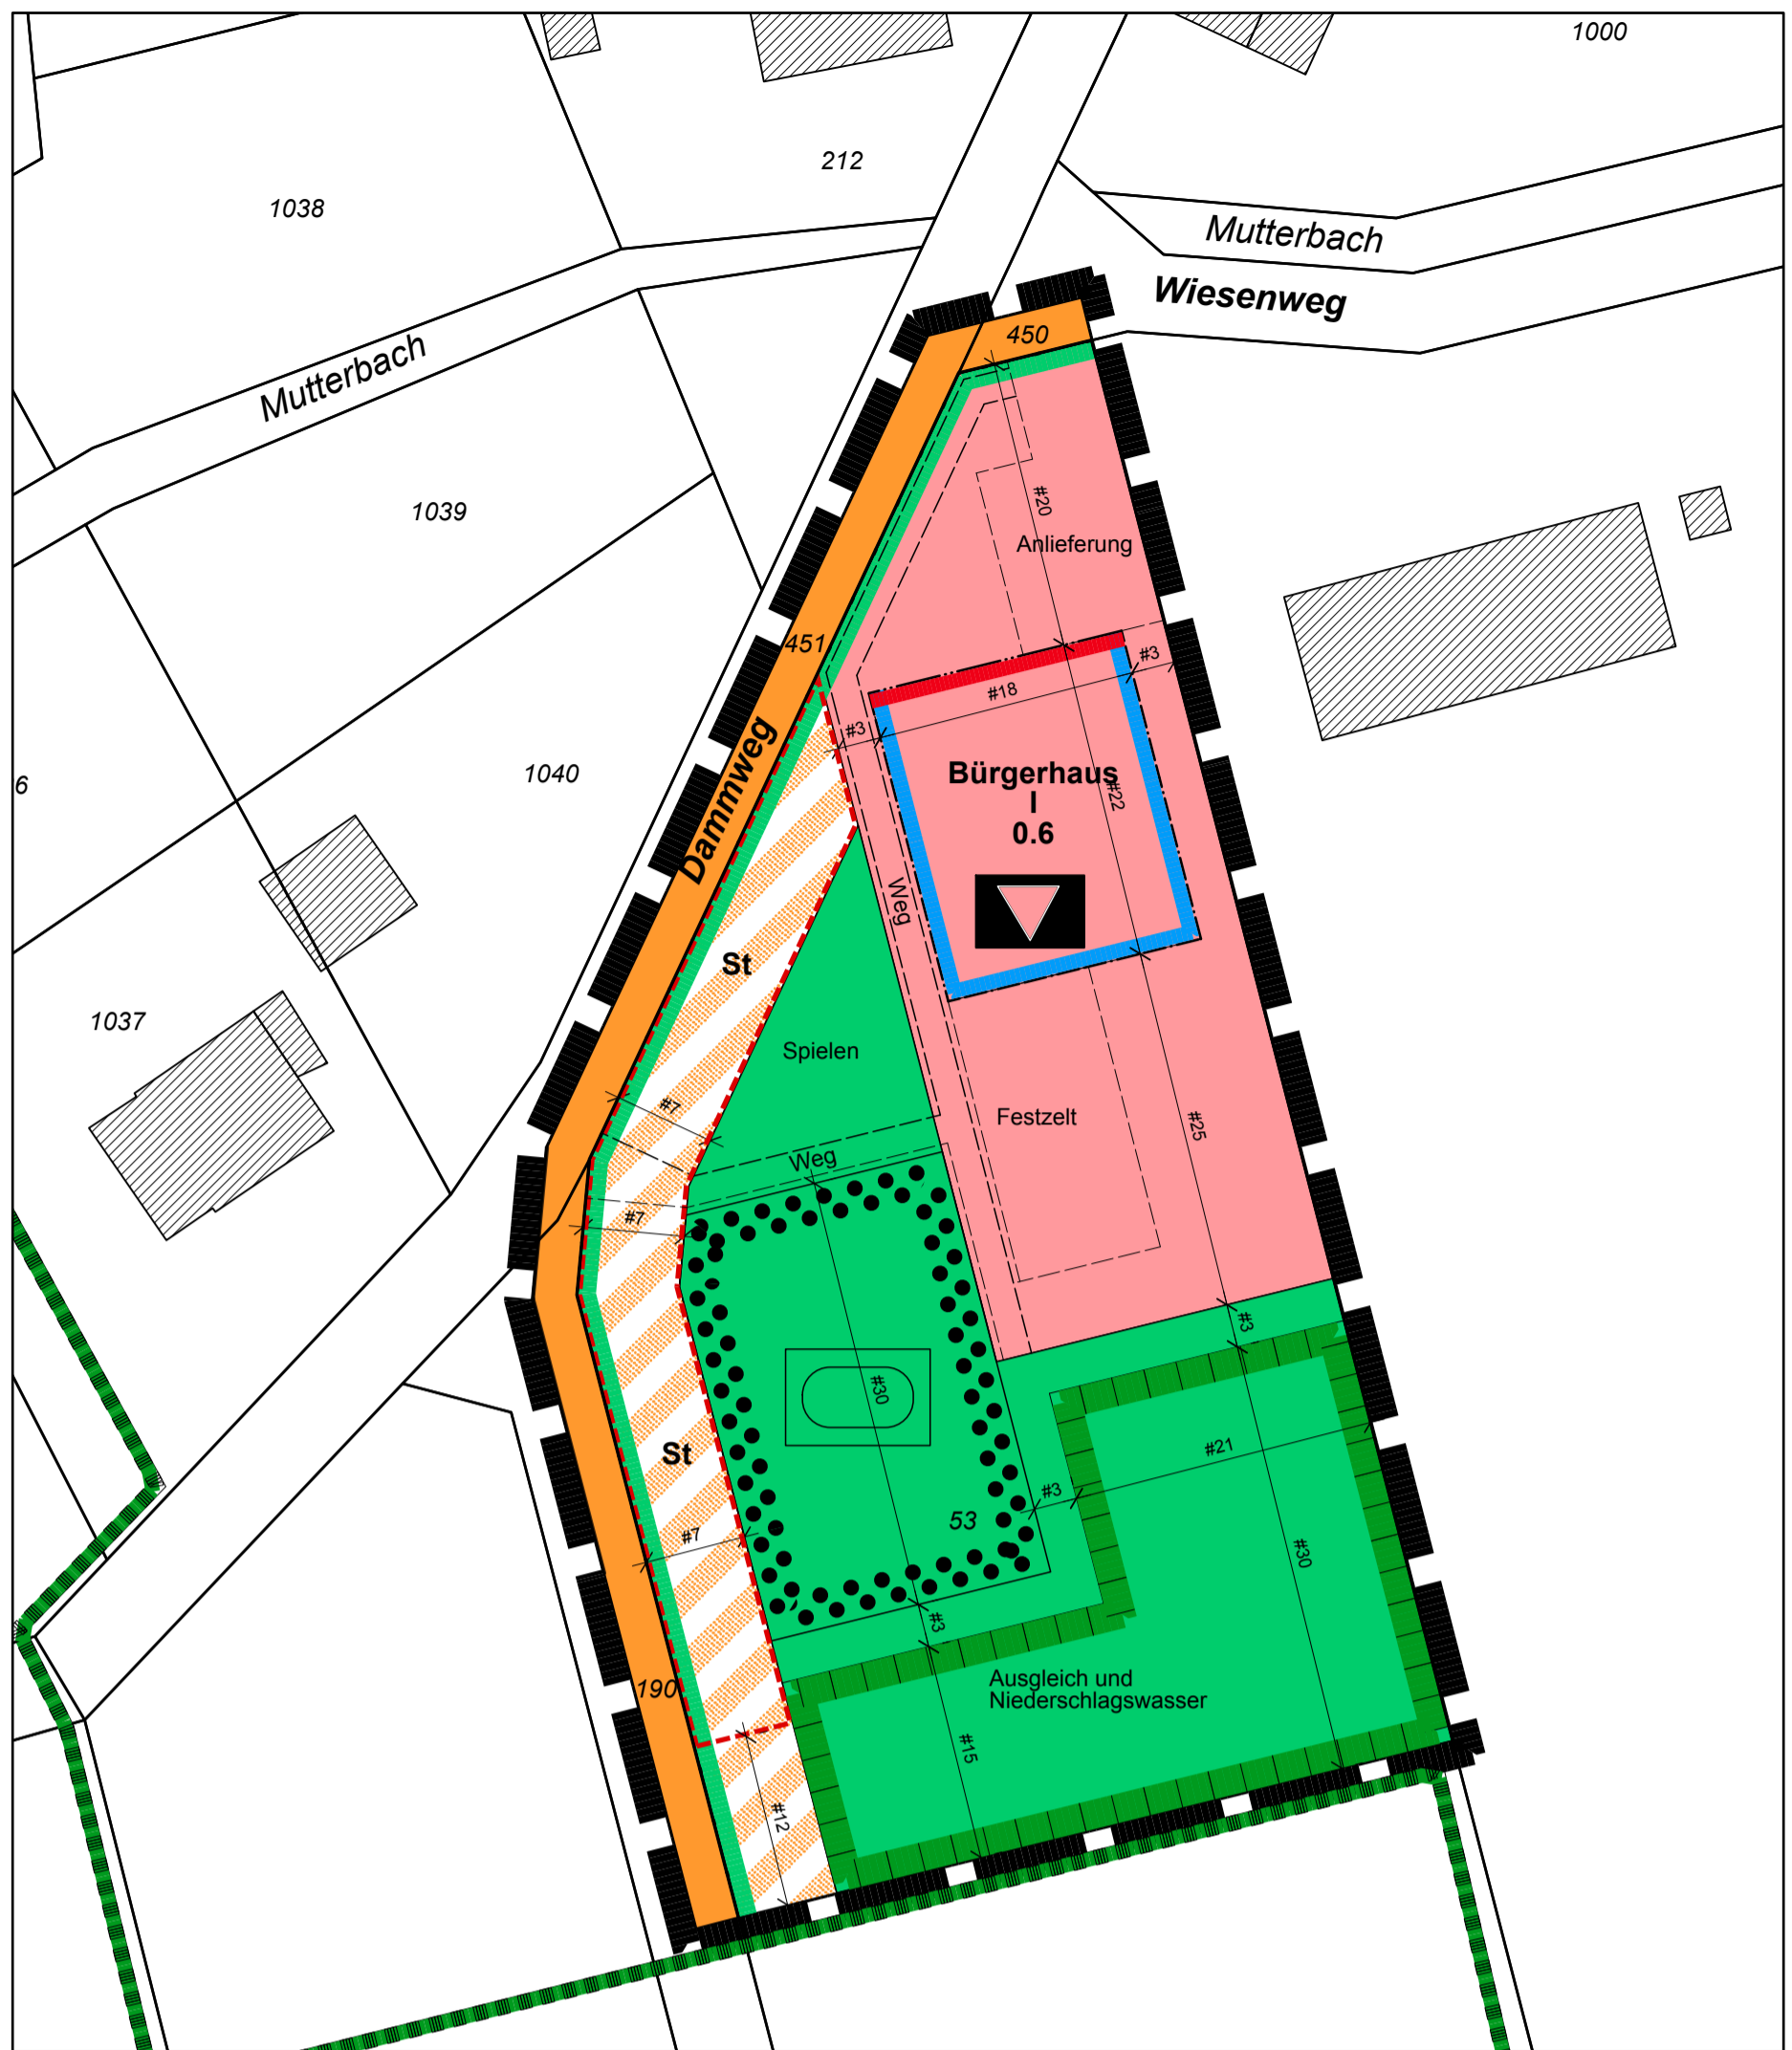 1000
212
1038
Mutterbach
Wiesenweg
450
Mutterbach
1039
#20
Anlieferung
451
#3
#18
#3
Dammweg
1040
6
Bürgerhaus
I
0.6
#22
Weg
St
1037
Spielen
#7
Festzelt
#25
Weg
#7
#3
#30
#21
St
#3
53
#7
#30
#3
190
Ausgleich und
Niederschlagswasser
#15
#12